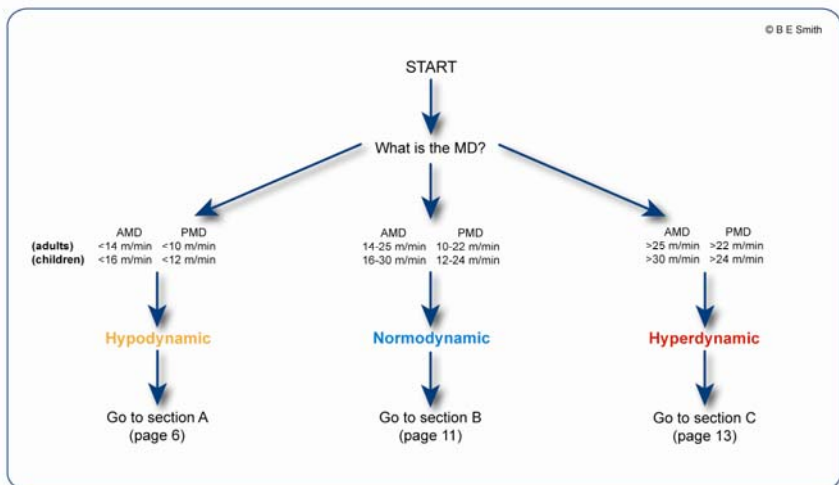 © B E Smith
START
What is the MD?
AMD PMD
(adults) <14 m/min <10 m/min
(children) <16 m/min <12 m/min
AMD PMD
14-25 m/min 10-22 m/min
16-30 m/min 12-24 m/min
AMD PMD
>25 m/min >22 m/min
>30 m/min >24 m/min
Hypodynamic
Normodynamic
Hyperdynamic
Go to section A
(page 6)
Go to section B
(page 11)
Go to section C
(page 13)